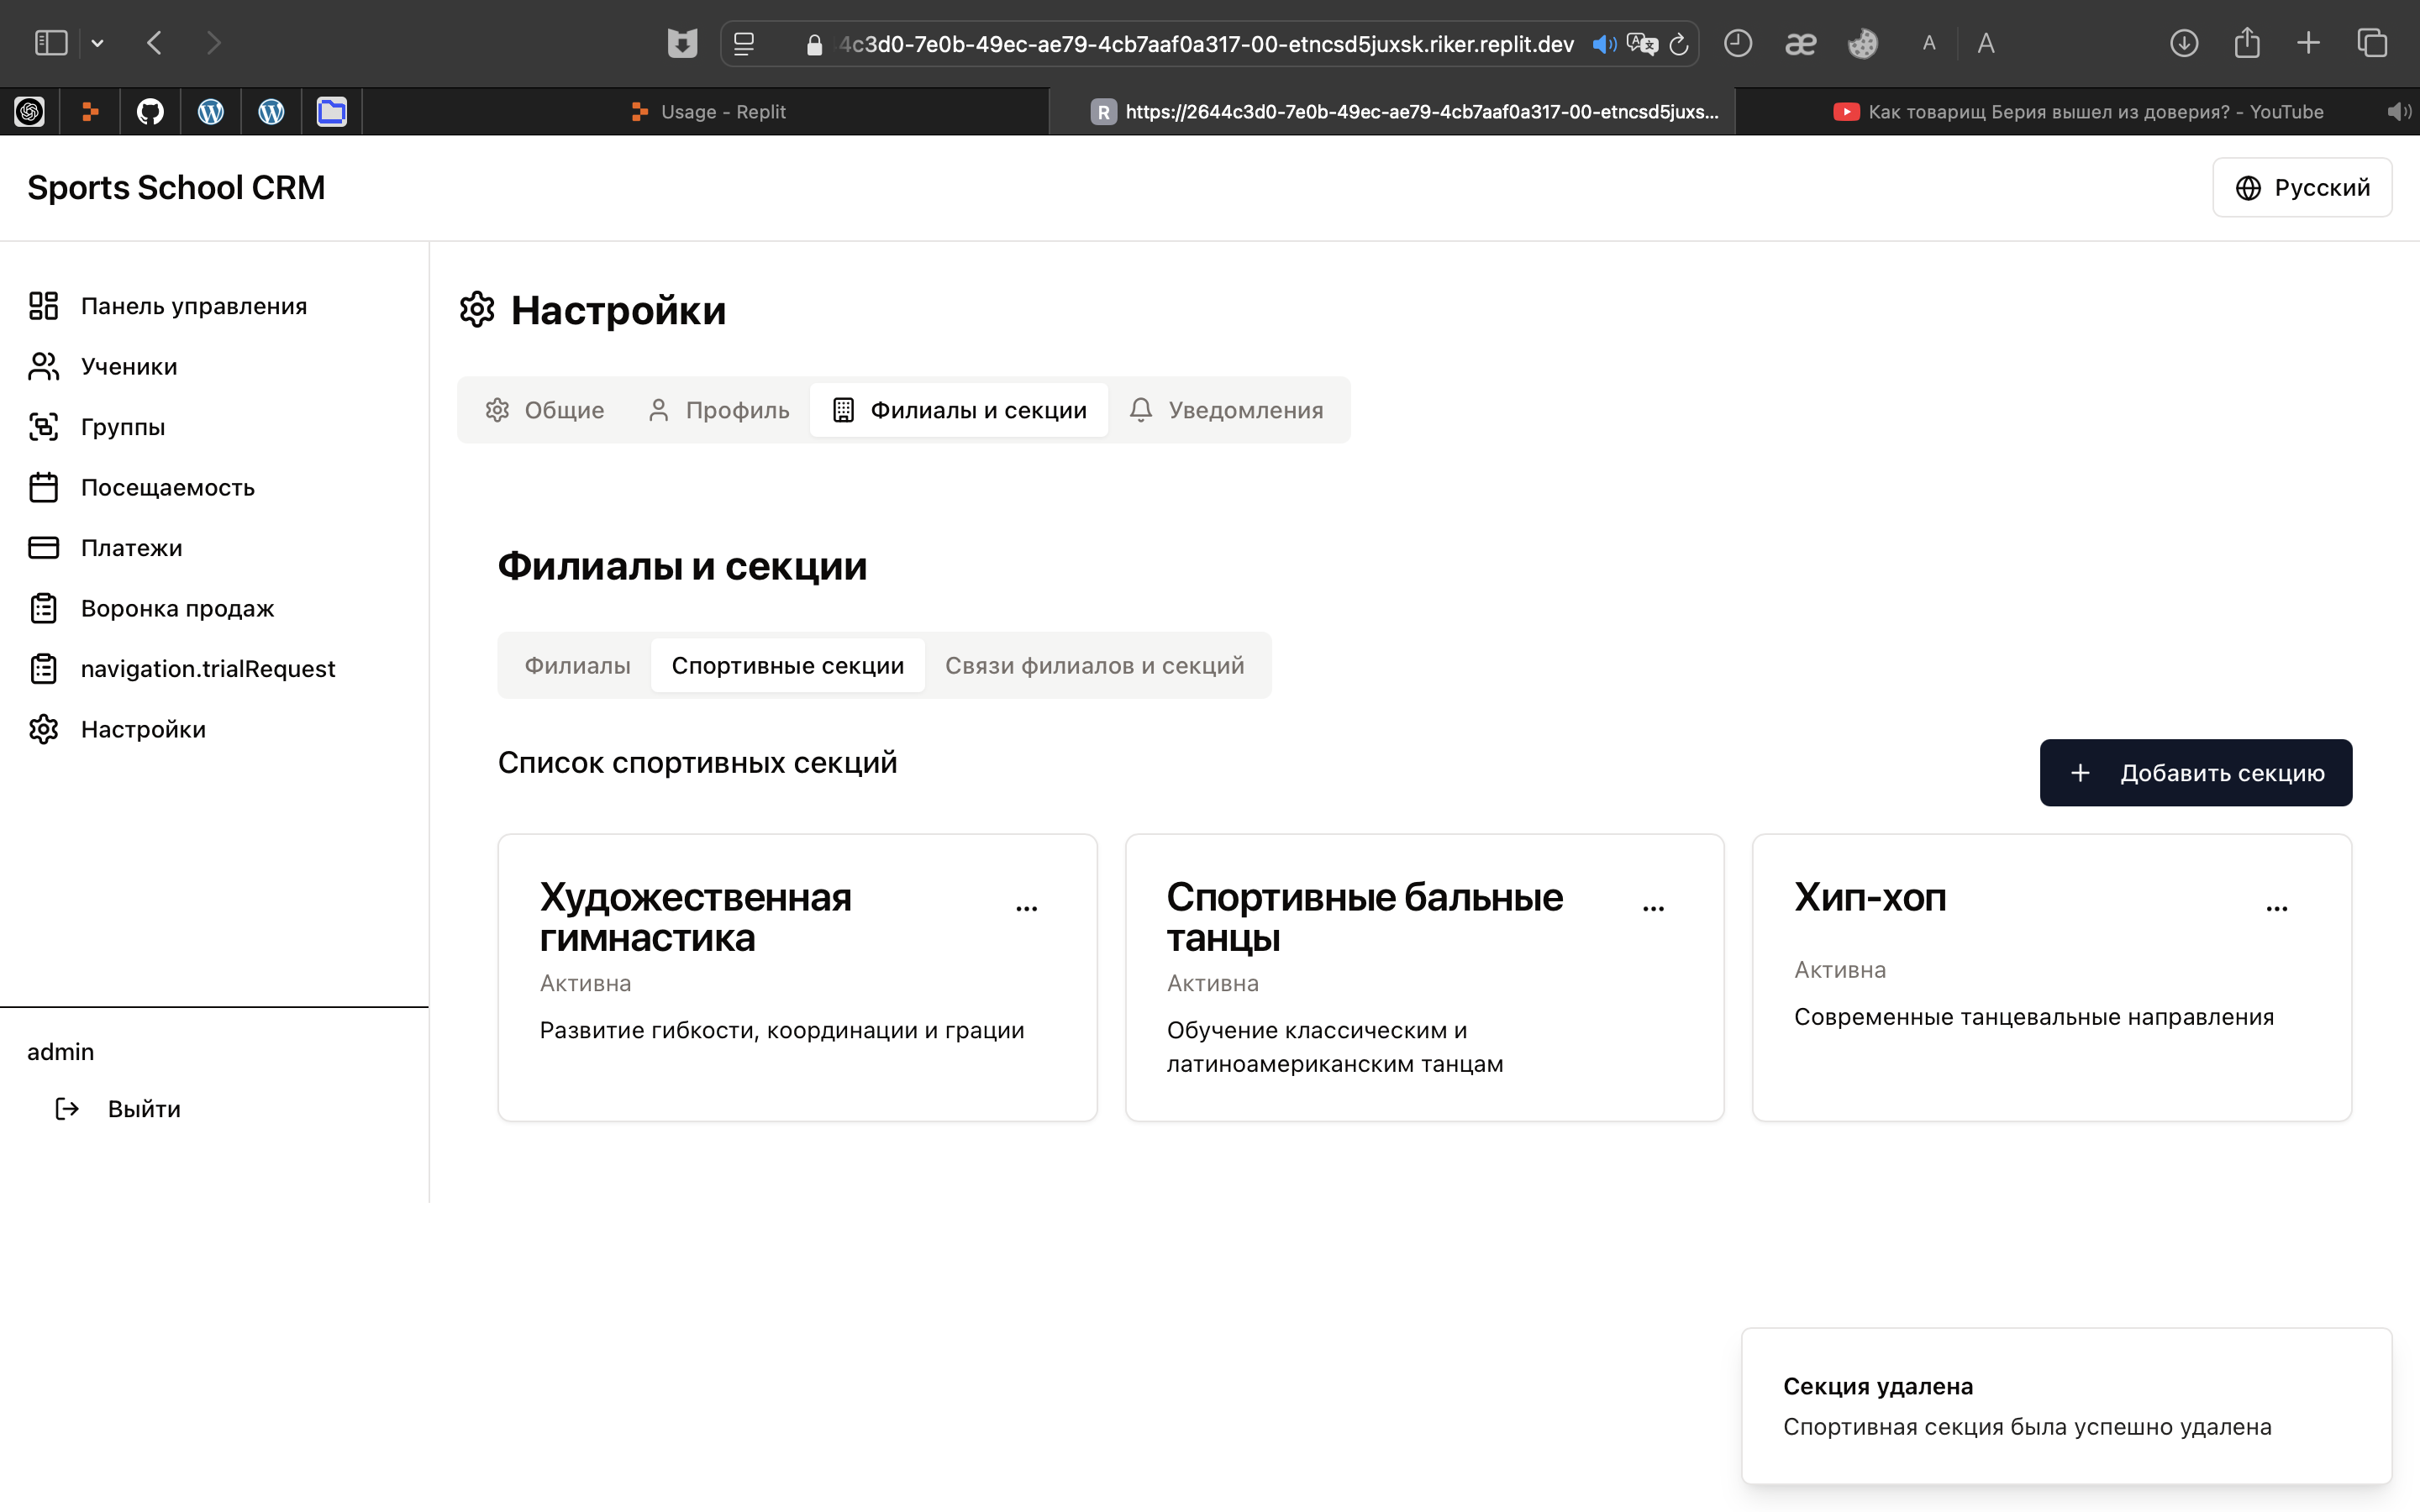 4c3d0-7e0b-49ec-ae79-4cb7aaf0a317-00-etncsd5juxsk.riker.replit.dev
æ
A
A
Usage - Replit
R https://2644c3d0-7e0b-49ec-ae79-4cb7aaf0a317-00-etncsd5juxs...
Как товарищ Берия вышел из доверия? - YouTube
Sports School CRM
Русский
Панель управления
Ученики
Группы
Посещаемость
Платежи
Воронка продаж
navigation.trialRequest
Настройки
admin
Выйти
Настройки
Общие
Профиль
Филиалы и секции
Уведомления
Филиалы и секции
Филиалы
Спортивные секции
Связи филиалов и секций
Список спортивных секций
+ Добавить секцию
Художественная
гимнастика
...
Активна
Развитие гибкости, координации и грации
Спортивные бальные
танцы
...
Активна
Обучение классическим и
латиноамериканским танцам
Хип-хоп
...
Активна
Современные танцевальные направления
Секция удалена
Спортивная секция была успешно удалена